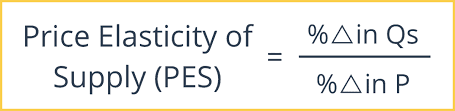 Price Elasticity of
Supply (PES)
=
%△in Qs
%△in P